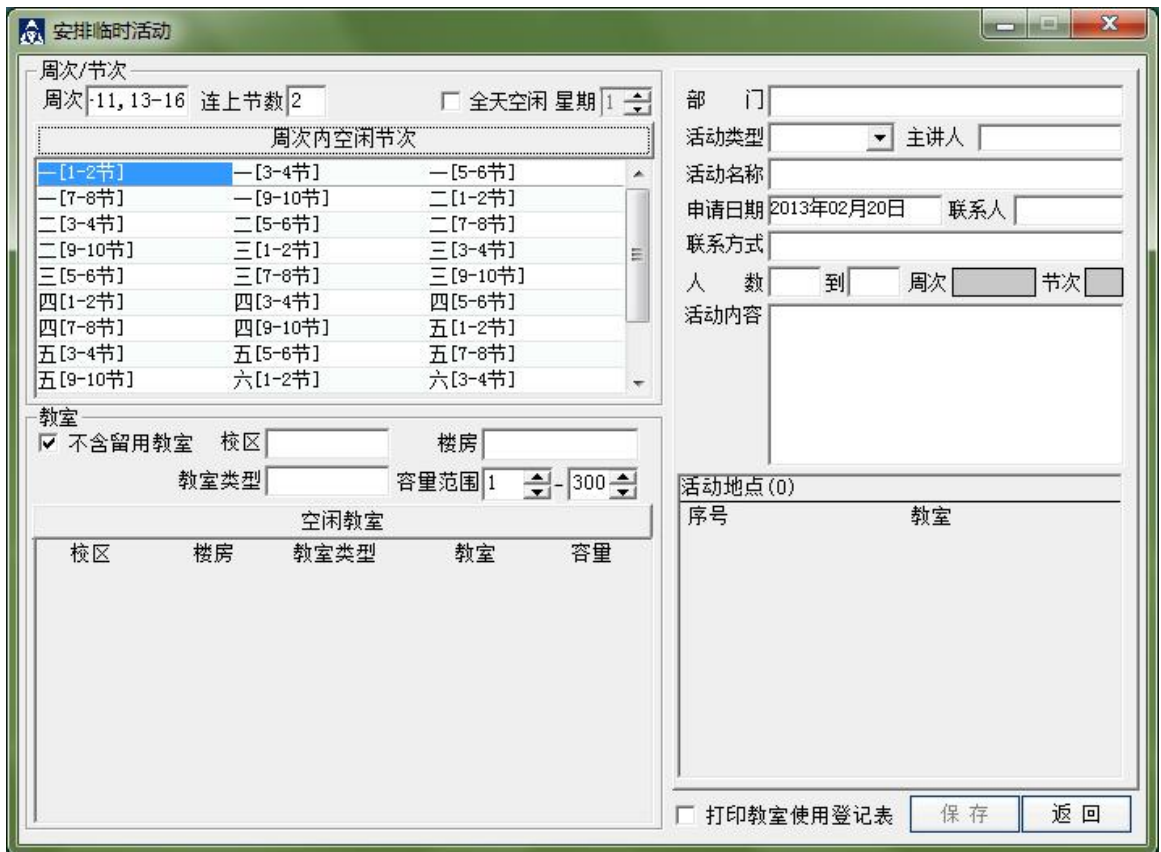 安排临时活动
周次/节次
周次 -11,13-16 连上节数 2 全天空闲 星期 1
周次内空闲节次
一[1-2节] 一[3-4节] 一[5-6节]
一[7-8节] 一[9-10节] 二[1-2节]
二[3-4节] 二[5-6节] 二[7-8节]
二[9-10节] 三[1-2节] 三[3-4节]
三[5-6节] 三[7-8节] 三[9-10节]
四[1-2节] 四[3-4节] 四[5-6节]
四[7-8节] 四[9-10节] 五[1-2节]
五[3-4节] 五[5-6节] 五[7-8节]
五[9-10节] 六[1-2节] 六[3-4节]
教室
不含留用教室 校区 楼房
教室类型 容量范围 1 - 300
空闲教室
校区 楼房 教室类型 教室 容量
部 门
活动类型 主讲人
活动名称
申请日期 2013年02月20日 联系人
联系方式
人 数 到 周次 节次
活动内容
活动地点(0)
序号 教室
打印教室使用登记表 保存 返回